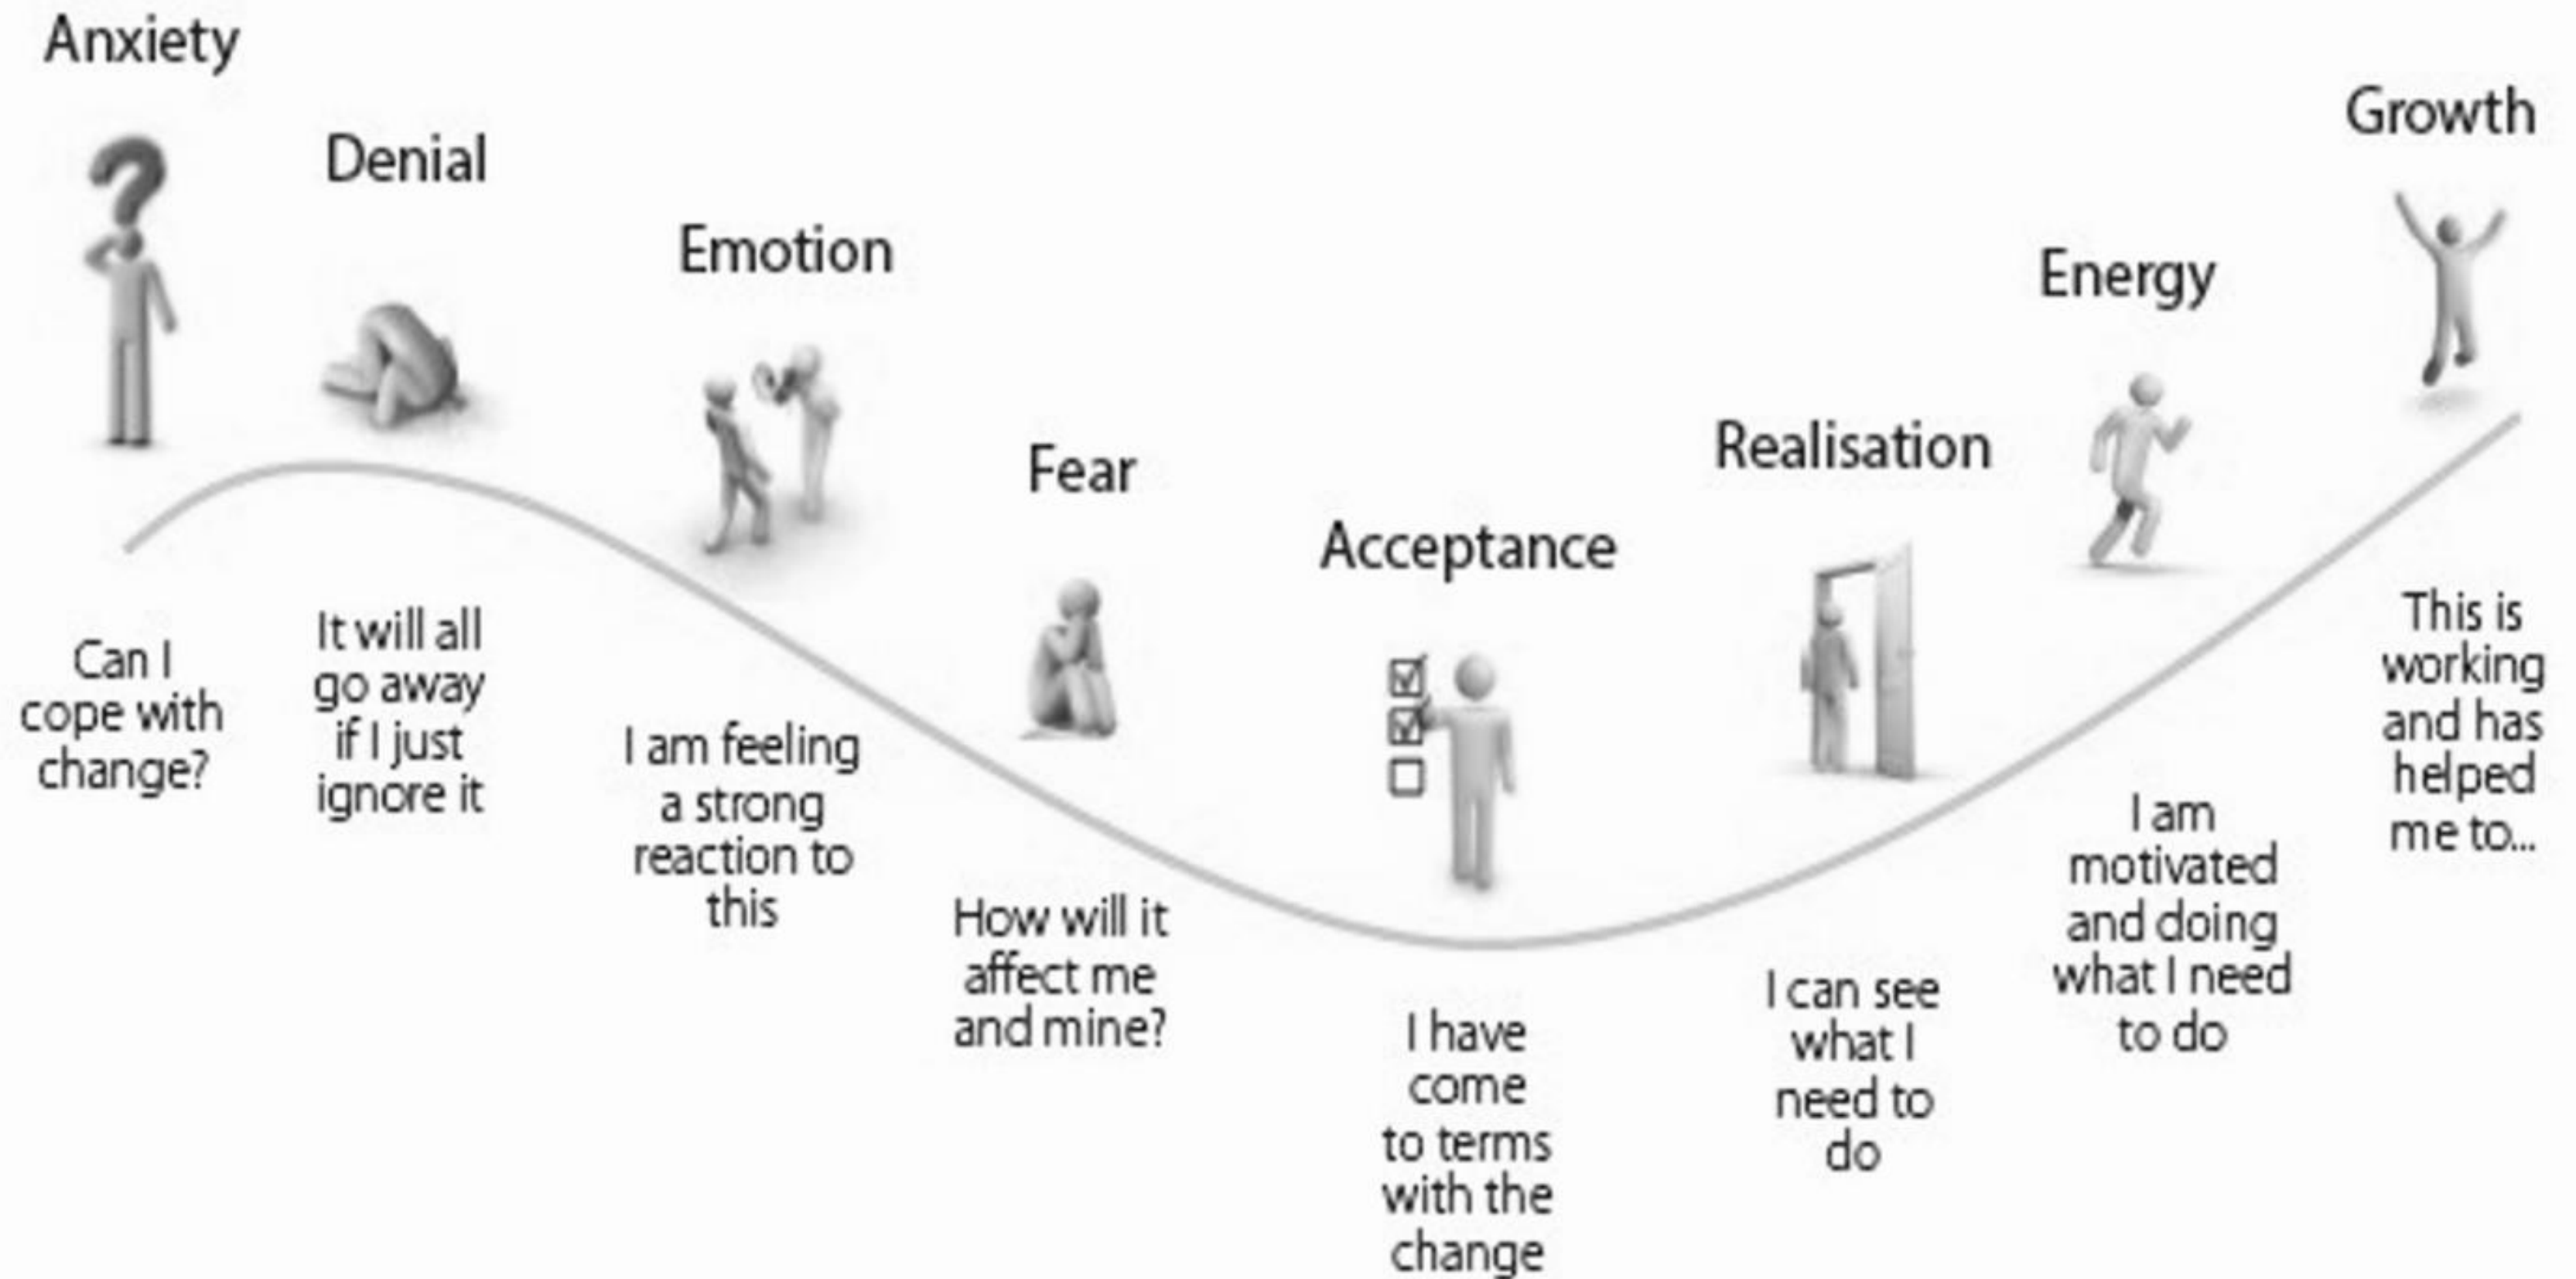 Anxiety
Can I
cope with
change?
Denial
It will all
go away
if I just
ignore it
Emotion
I am feeling
a strong
reaction to
this
Fear
How will it
affect me
and mine?
Acceptance
I have
come
to terms
with the
change
Realisation
I can see
what I
need to
do
Energy
I am
motivated
and doing
what I need
to do
Growth
This is
working
and has
helped
me to...